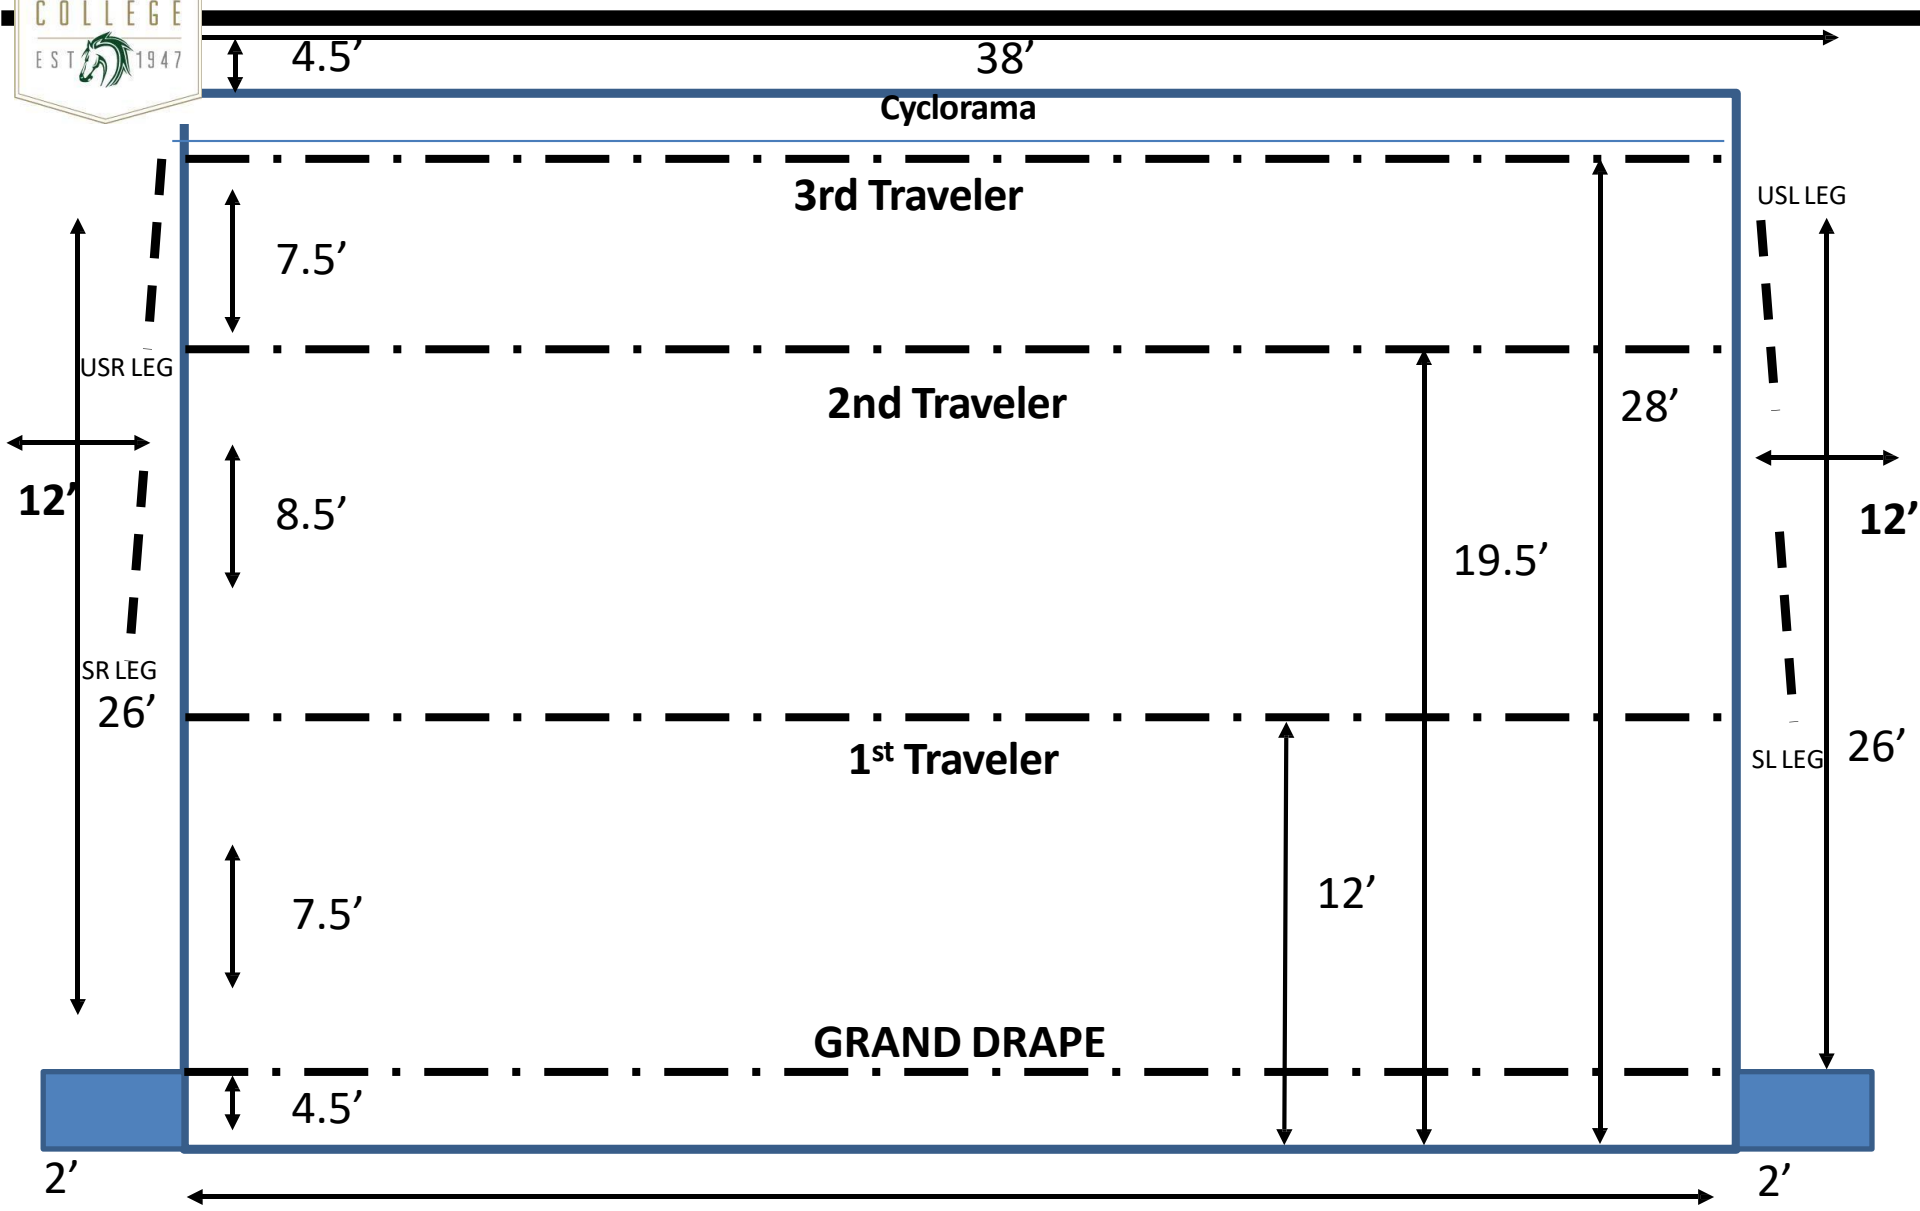 COLLEGE
EST 1947
4.5’
38’
Cyclorama
3rd Traveler
USL LEG
7.5’
USR LEG
2nd Traveler
28’
12’
8.5’
12’
19.5’
SR LEG
26’
1st Traveler
SL LEG
26’
12’
7.5’
GRAND DRAPE
4.5’
2’
2’